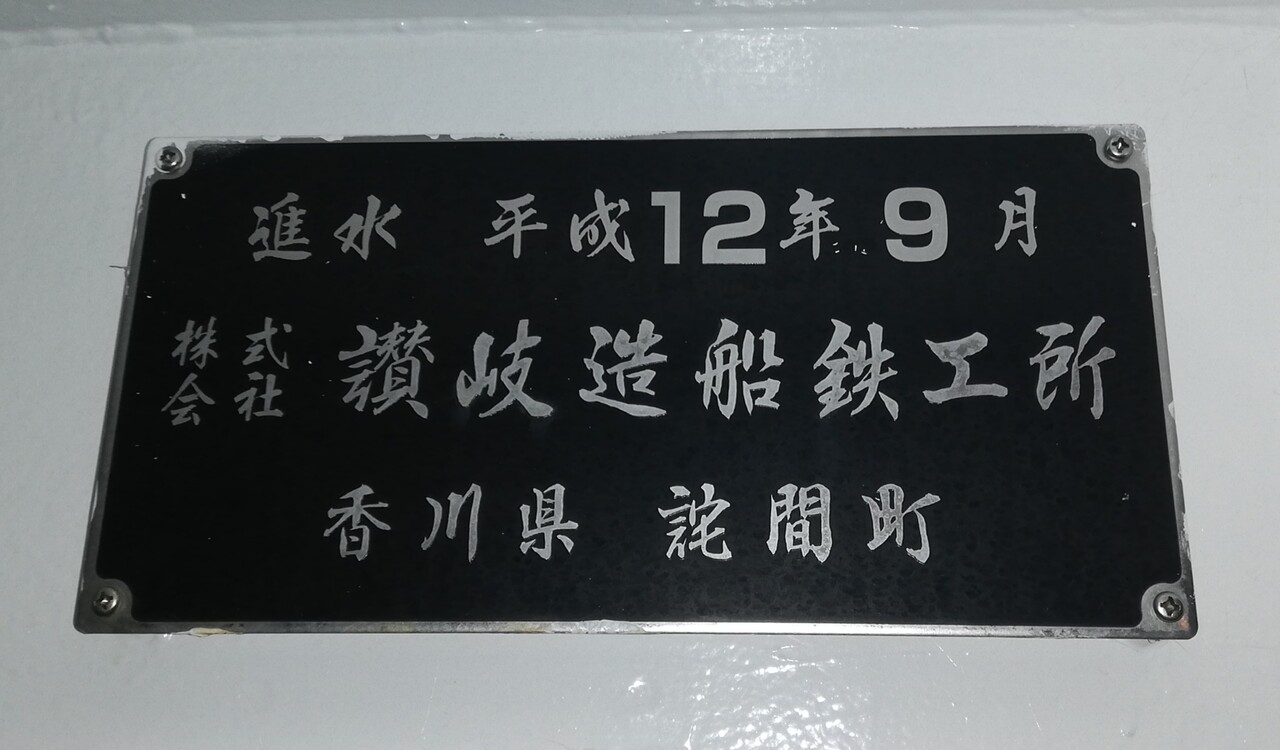 進水 平成12年9月
株式会社 讃岐造船鉄工所
香川県 詫間町